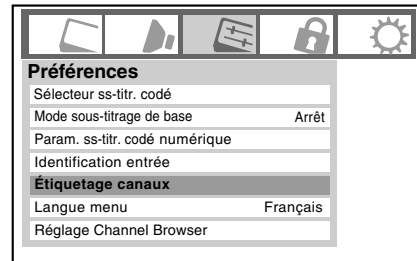 Préférences
Sélecteur ss-titr. codé
Mode sous-titrage de base Arrêt
Param. ss-titr. codé numérique
Identification entrée
Étiquetage canaux
Langue menu Français
Réglage Channel Browser